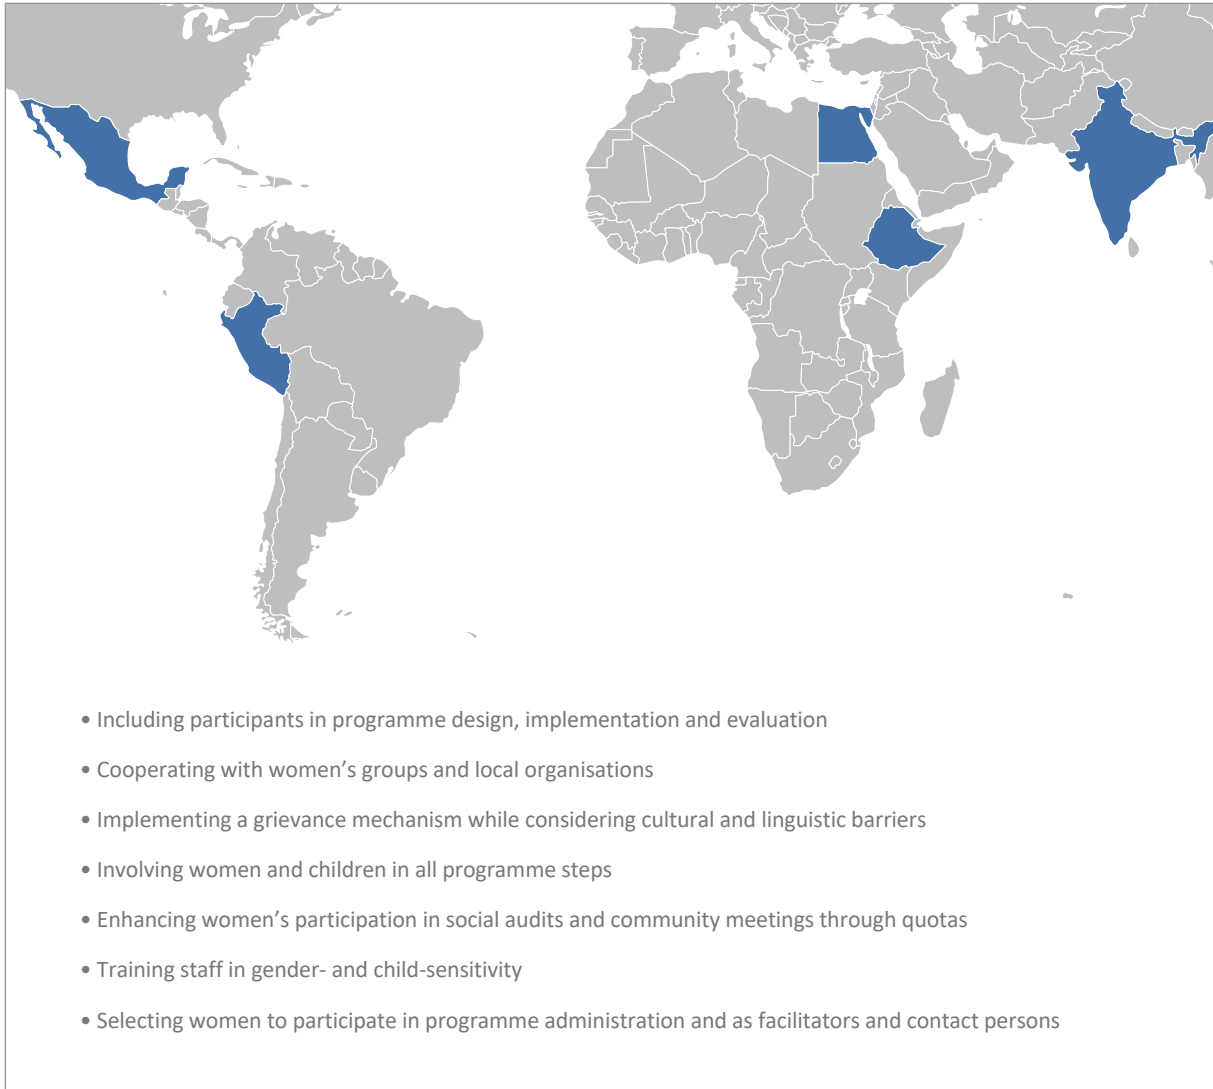 • Including participants in programme design, implementation and evaluation
• Cooperating with women’s groups and local organisations
• Implementing a grievance mechanism while considering cultural and linguistic barriers
• Involving women and children in all programme steps
• Enhancing women’s participation in social audits and community meetings through quotas
• Training staff in gender- and child-sensitivity
• Selecting women to participate in programme administration and as facilitators and contact persons